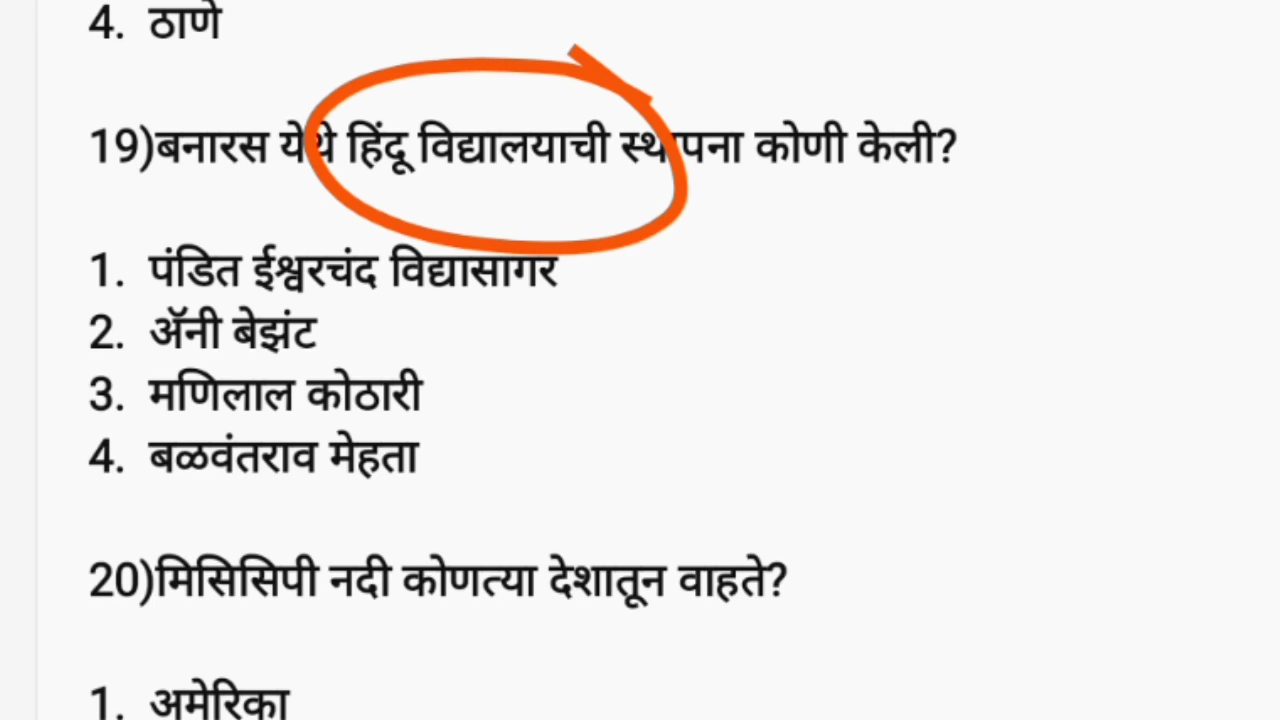 4. ठाणे
19)बनारस येथे हिंदू विद्यालयाची स्थापना कोणी केली?
1. पंडित ईश्वरचंद विद्यासागर
2. ॲनी बेझंट
3. मणिलाल कोठारी
4. बळवंतराव मेहता
20)मिसिसिपी नदी कोणत्या देशातून वाहते?
1. अमेरिका